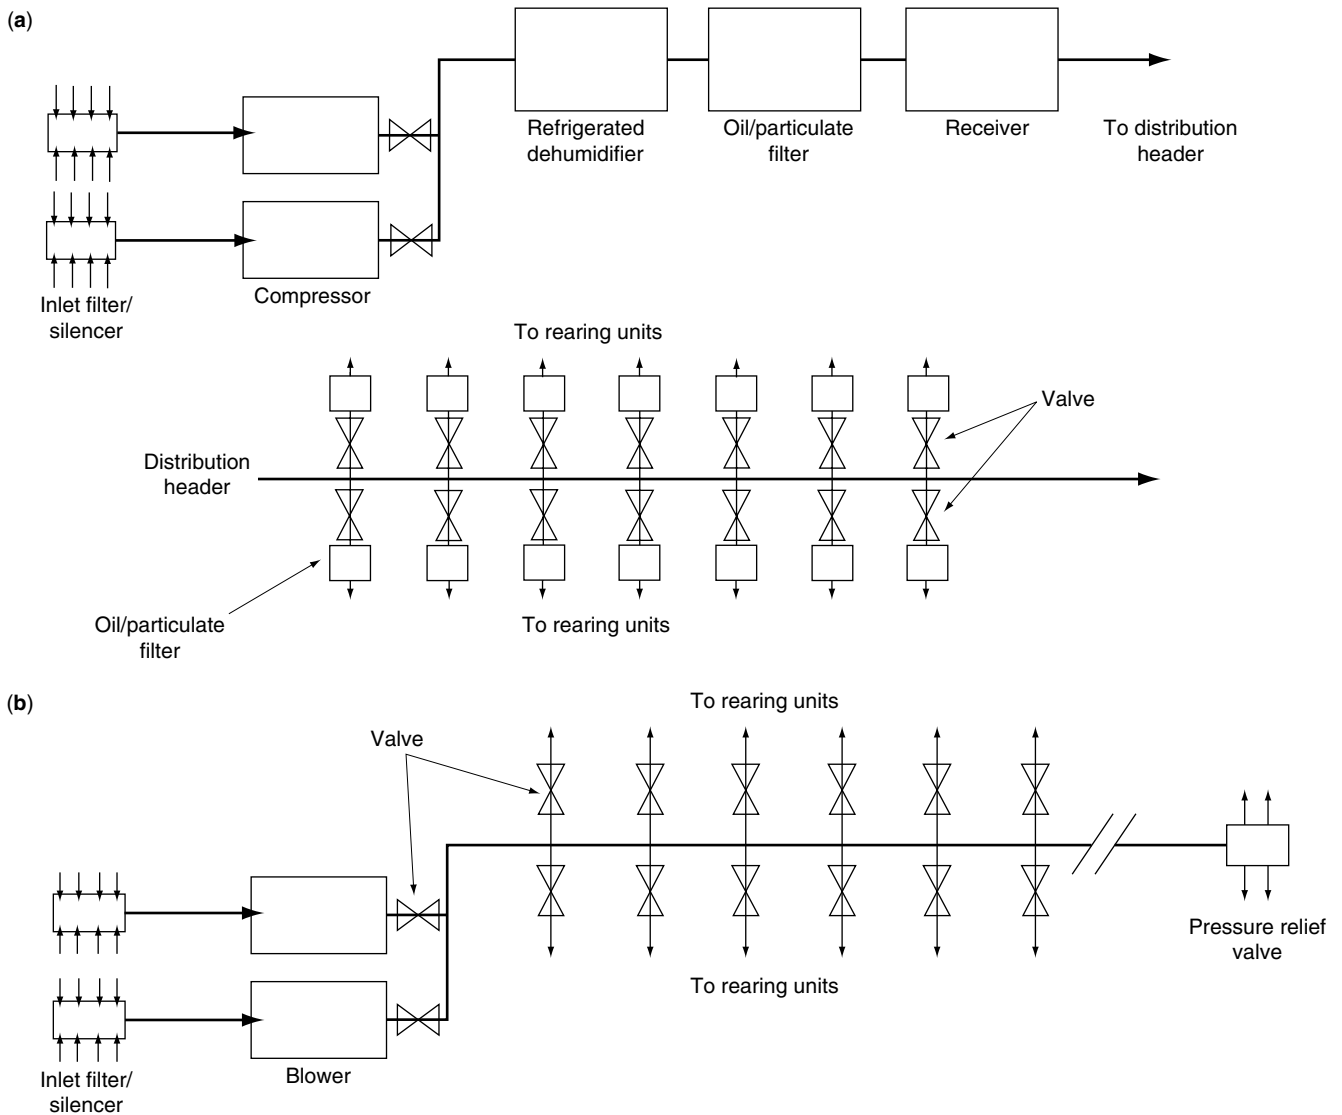 (a)
Refrigerated
dehumidifier
Oil/particulate
filter
Receiver
To distribution
header
Compressor
Inlet filter/
silencer
To rearing units
Valve
Distribution
header
Oil/particulate
filter
To rearing units
(b)
To rearing units
Valve
Pressure relief
valve
To rearing units
Blower
Inlet filter/
silencer